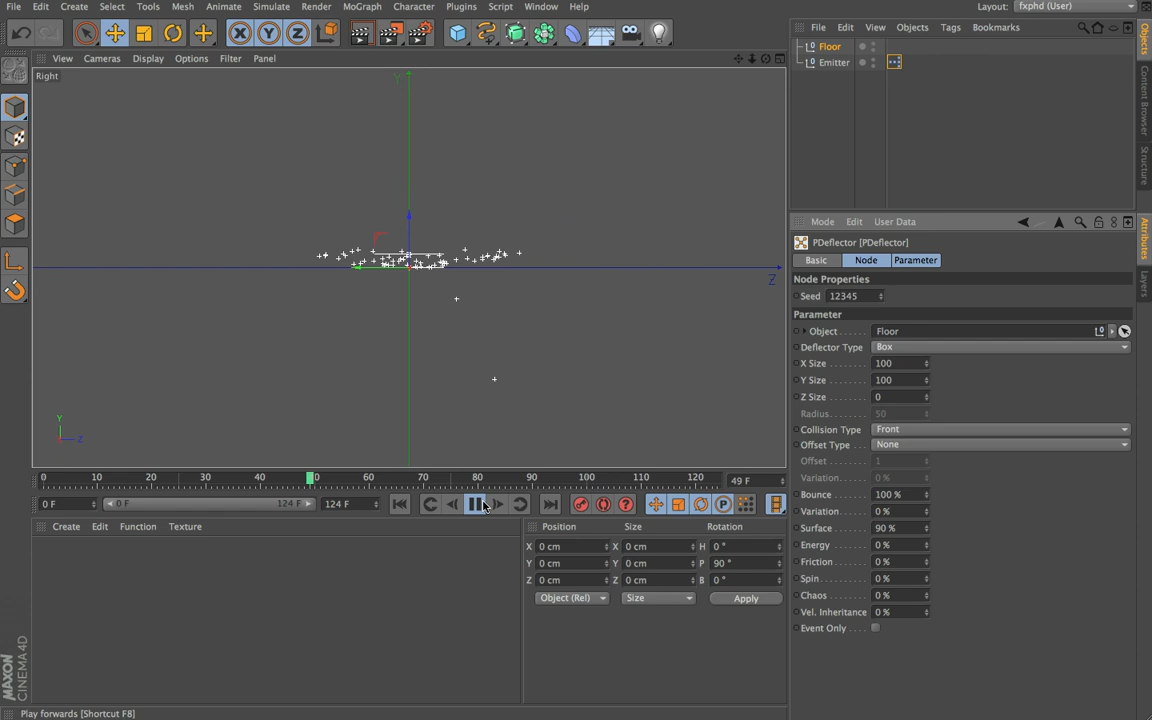 File Edit Create Select Tools Mesh Animate Simulate Render MoGraph Character Plugins Script Window Help Layout: fxphd (User)
File Edit View Objects Tags Bookmarks
View Cameras Display Options Filter Panel
Right
Y
Z
Y
Z
Floor
Emitter
Objects
Content Browser
Structure
Attributes
Layers
Mode Edit User Data
PDeflector [PDeflector]
Basic Node Parameter
Node Properties
Seed 12345
Parameter
Object Floor
Deflector Type Box
X Size 100
Y Size 100
Z Size 0
Radius 50
Collision Type Front
Offset Type None
Offset 1
Variation 0 %
Bounce 100 %
Variation 0 %
Surface 90 %
Energy 0 %
Friction 0 %
Spin 0 %
Chaos 0 %
Vel. Inheritance 0 %
Event Only
0 10 20 30 40 0 60 70 80 90 100 110 120 49 F
0 F 0 F 124 F 124 F
Create Edit Function Texture
Position Size Rotation
X 0 cm X 0 cm H 0 °
Y 0 cm Y 0 cm P 90 °
Z 0 cm Z 0 cm B 0 °
Object (Rel) Size Apply
MAXON
CINEMA 4D
Play forwards [Shortcut F8]